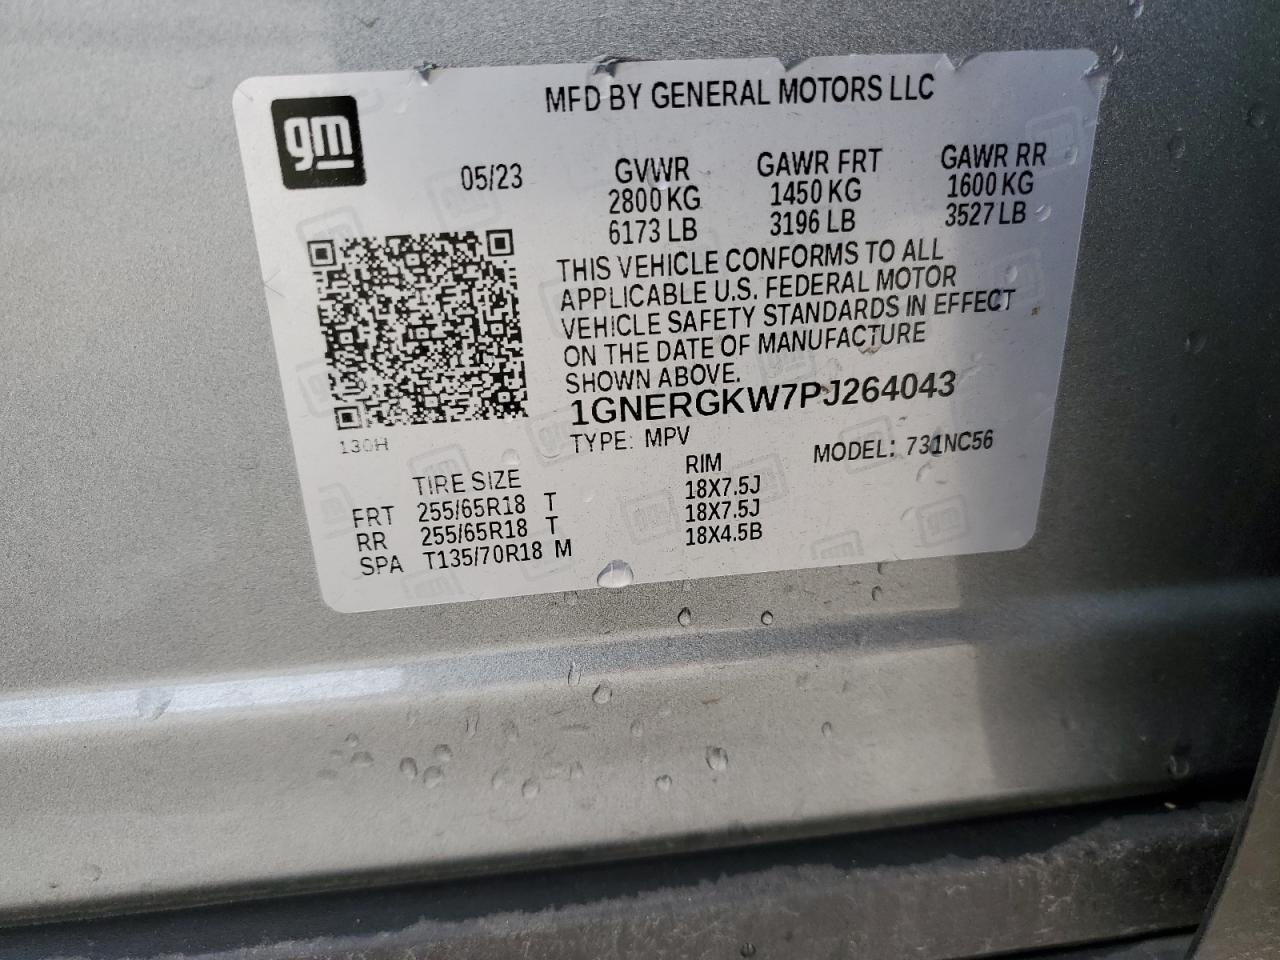 MFD BY GENERAL MOTORS LLC
gm
05/23
GVWR GAWR FRT GAWR RR
2800 KG 1450 KG 1600 KG
6173 LB 3196 LB 3527 LB
THIS VEHICLE CONFORMS TO ALL
APPLICABLE U.S. FEDERAL MOTOR
VEHICLE SAFETY STANDARDS IN EFFECT
ON THE DATE OF MANUFACTURE
SHOWN ABOVE.
1GNERGKW7PJ264043
130H
TYPE: MPV MODEL: 731NC56
TIRE SIZE RIM
FRT 255/65R18 T 18X7.5J
RR 255/65R18 T 18X7.5J
SPA T135/70R18 M 18X4.5B